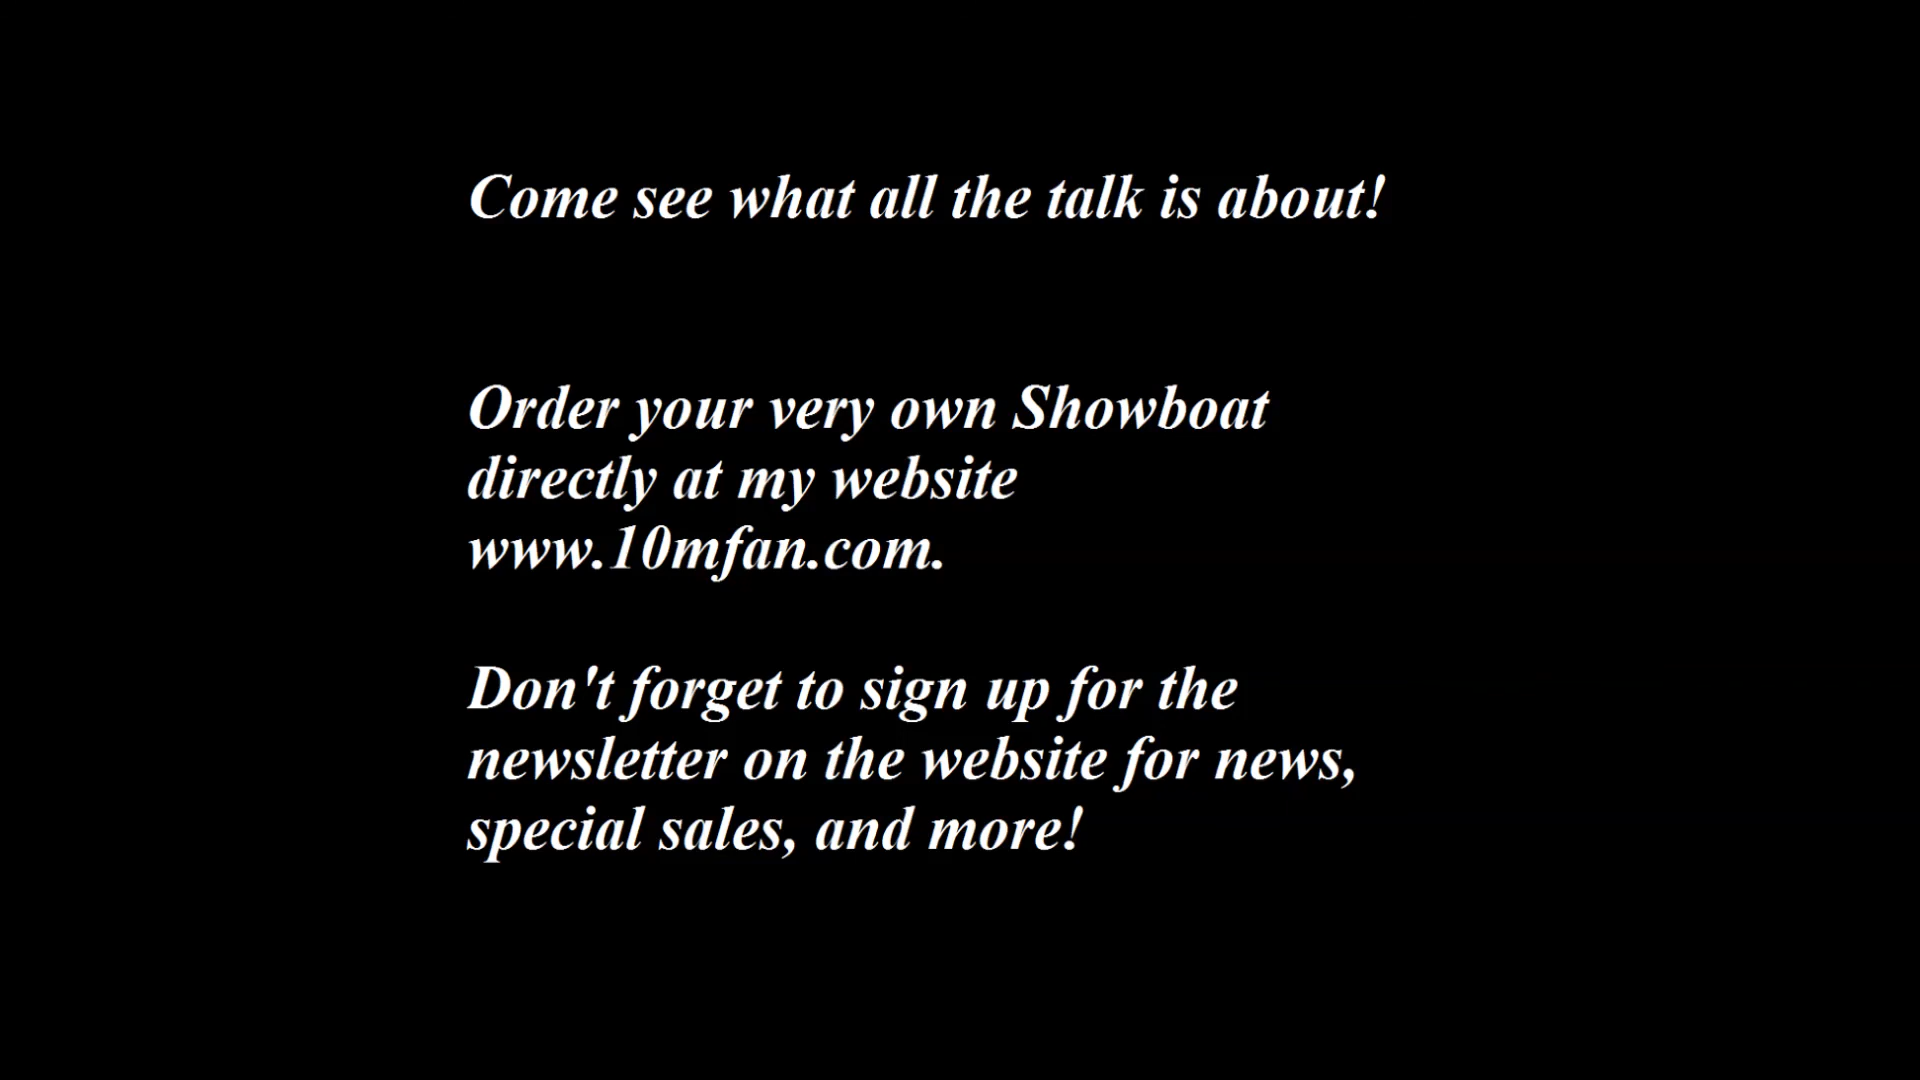 Come see what all the talk is about!
Order your very own Showboat
directly at my website
www.10mfan.com.
Don't forget to sign up for the
newsletter on the website for news,
special sales, and more!